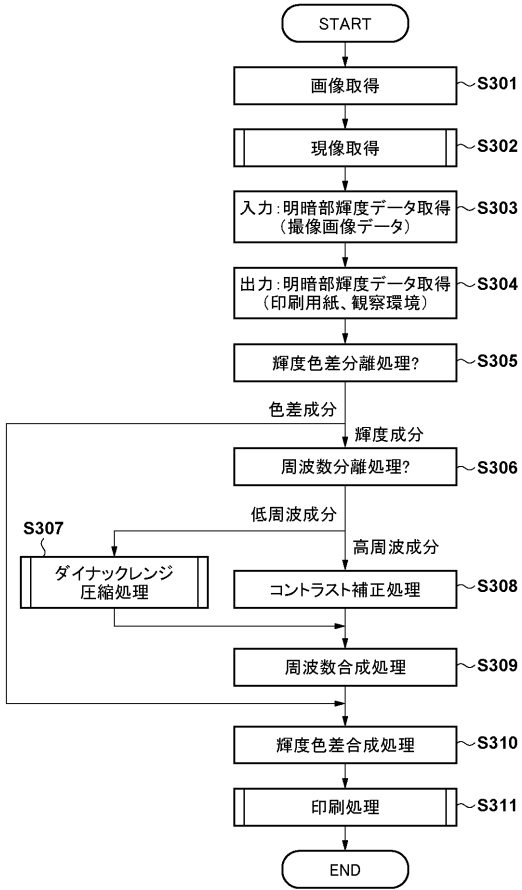 START
画像取得
S301
現像取得
S302
入力：明暗部輝度データ取得
（撮像画像データ）
S303
出力：明暗部輝度データ取得
（印刷用紙、観察環境）
S304
輝度色差分離処理?
S305
色差成分
輝度成分
周波数分離処理?
S306
低周波成分
高周波成分
S307
ダイナックレンジ
圧縮処理
コントラスト補正処理
S308
周波数合成処理
S309
輝度色差合成処理
S310
印刷処理
S311
END